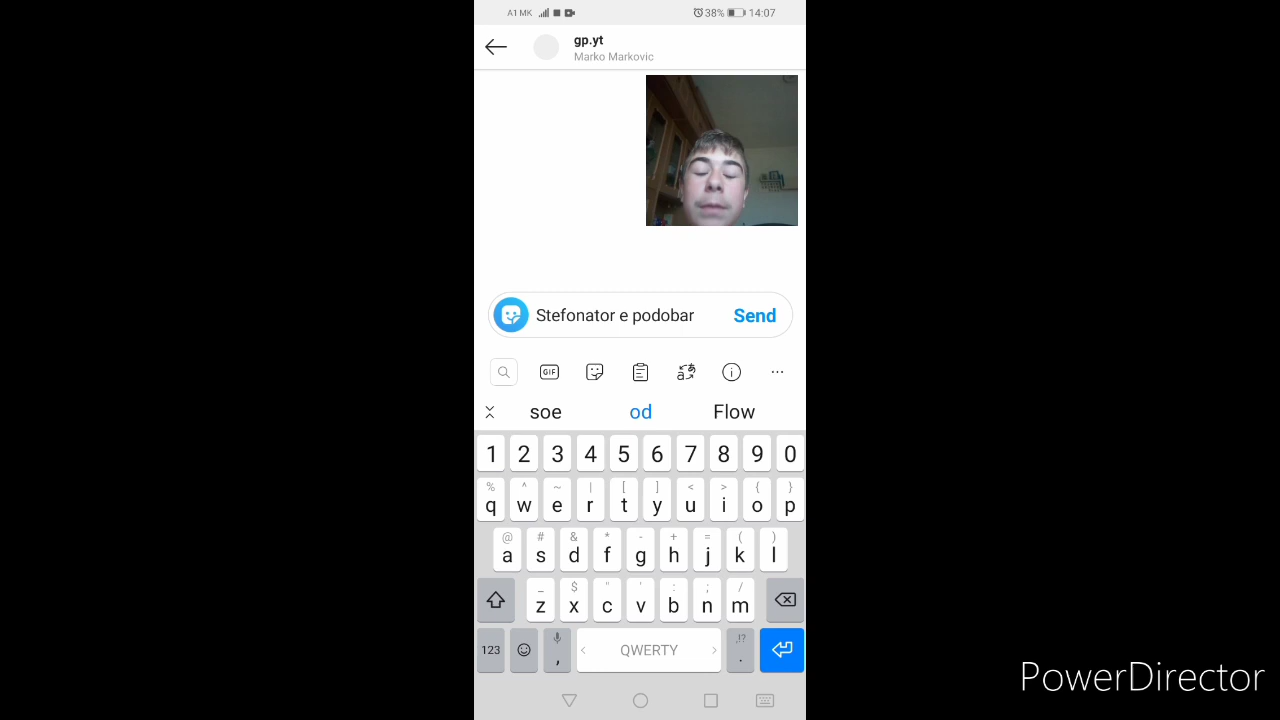 A1 MK
38%
14:07
gp.yt
Marko Markovic
Stefonator e podobar
Send
GIF
soe od Flow
1 2 3 4 5 6 7 8 9 0
% ^ ~ | [ ] < > { }
q w e r t y u i o p
@ # & * - + = ( )
a s d f g h j k l
_ $ " ' : ; /
z x c v b n m
123 , QWERTY ,!? .
PowerDirector